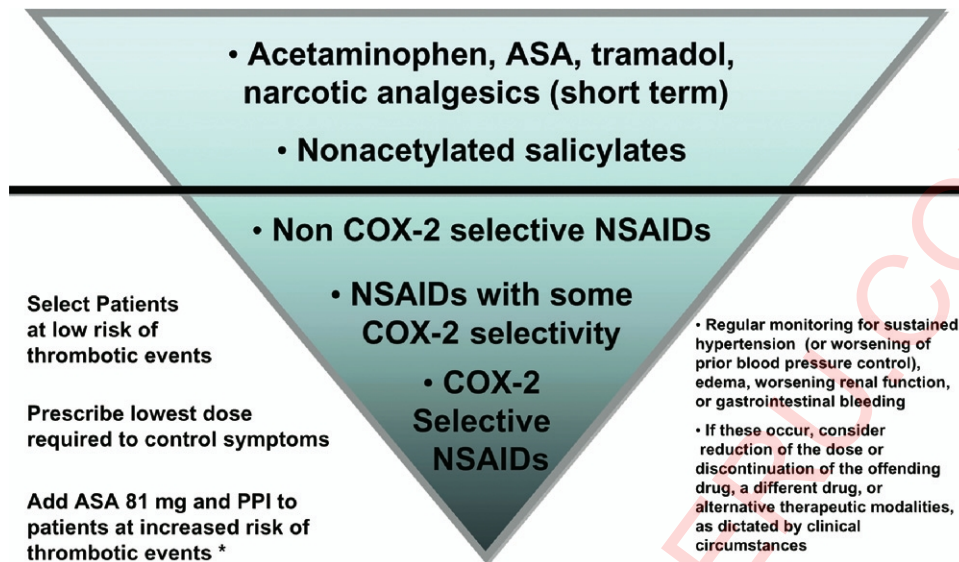 • Acetaminophen, ASA, tramadol,
narcotic analgesics (short term)
• Nonacetylated salicylates
• Non COX-2 selective NSAIDs
• NSAIDs with some
COX-2 selectivity
• COX-2
Selective
NSAIDs
Select Patients
at low risk of
thrombotic events
Prescribe lowest dose
required to control symptoms
Add ASA 81 mg and PPI to
patients at increased risk of
thrombotic events *
• Regular monitoring for sustained
hypertension (or worsening of
prior blood pressure control),
edema, worsening renal function,
or gastrointestinal bleeding
• If these occur, consider
reduction of the dose or
discontinuation of the offending
drug, a different drug, or
alternative therapeutic modalities,
as dictated by clinical
circumstances